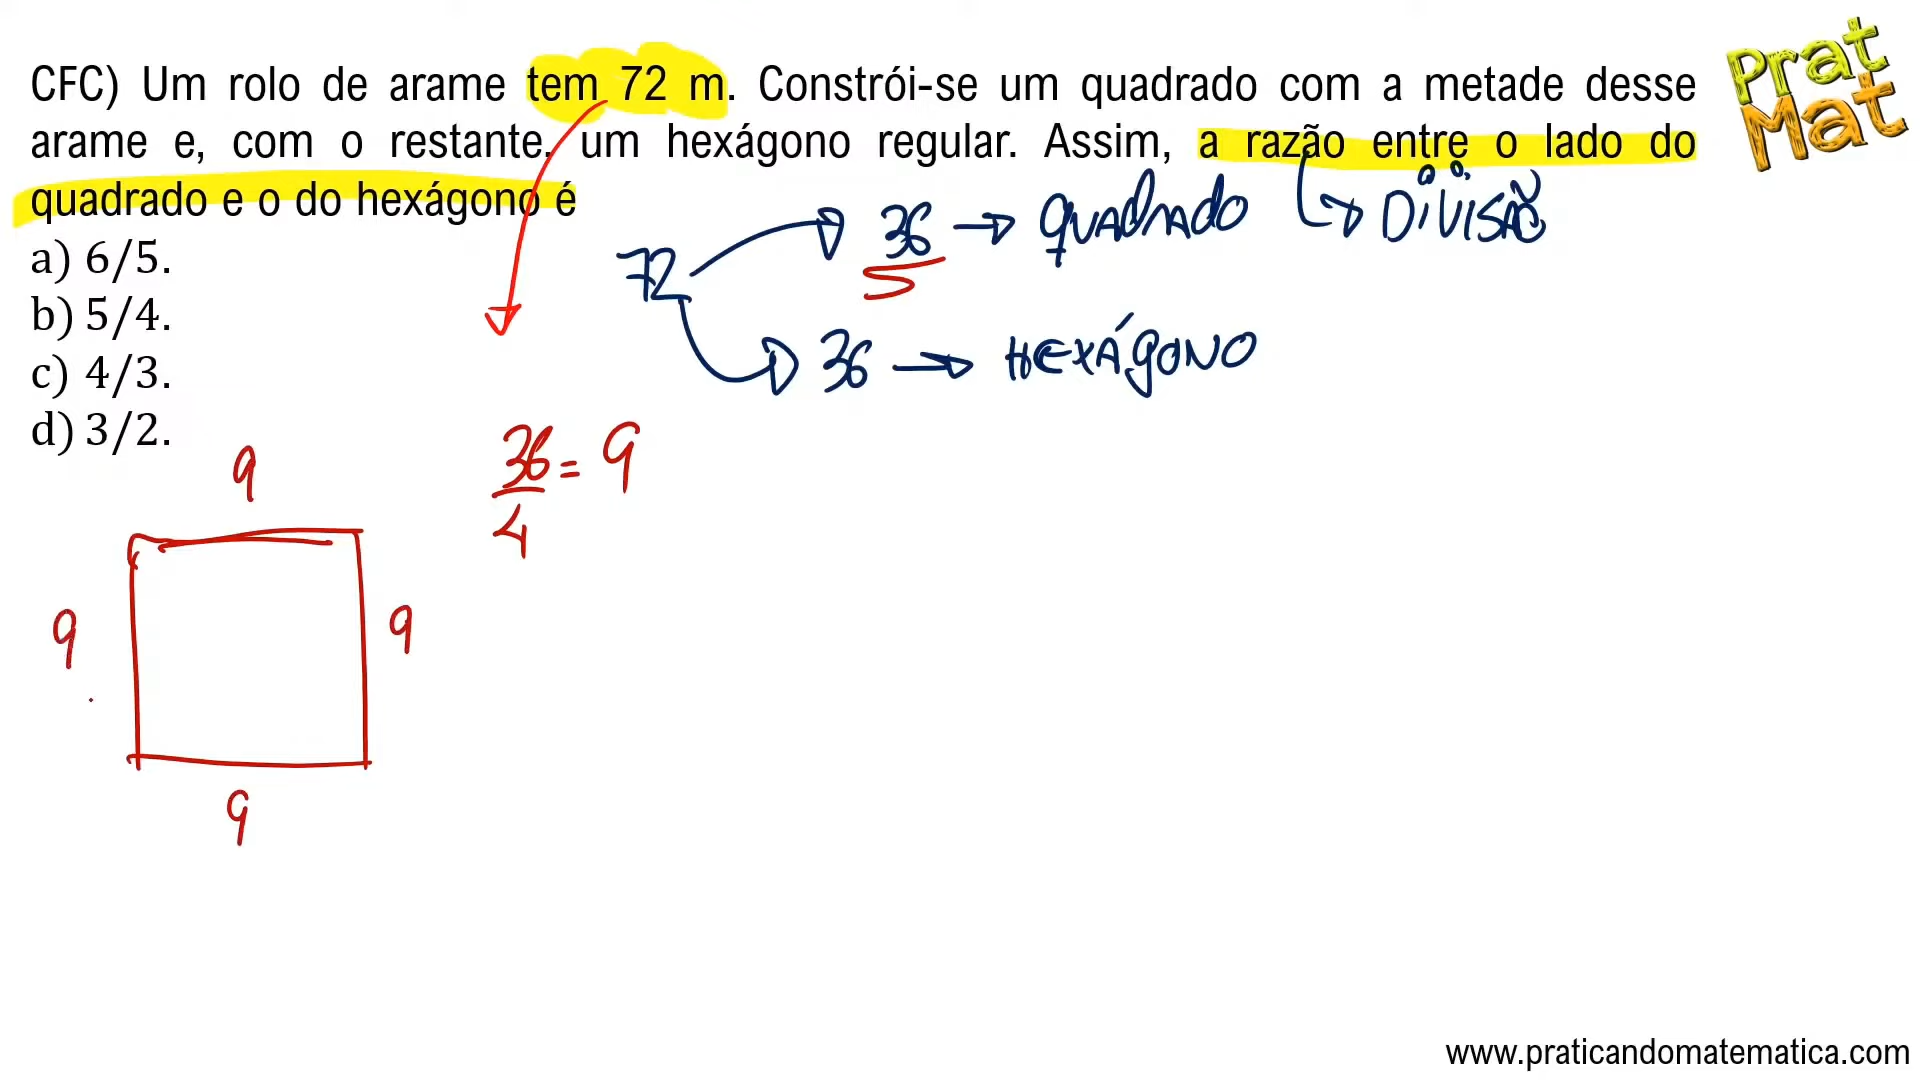 CFC) Um rolo de arame tem 72 m. Constrói-se um quadrado com a metade desse
arame e, com o restante, um hexágono regular. Assim, a razão entre o lado do
quadrado e o do hexágono é
a) 6/5.
b) 5/4.
c) 4/3.
d) 3/2.
Prat
Mat
72
36 → QUADRADO
DIVISÃO
36 → HEXÁGONO
36/4 = 9
9
9
9
9
www.praticandomatematica.com